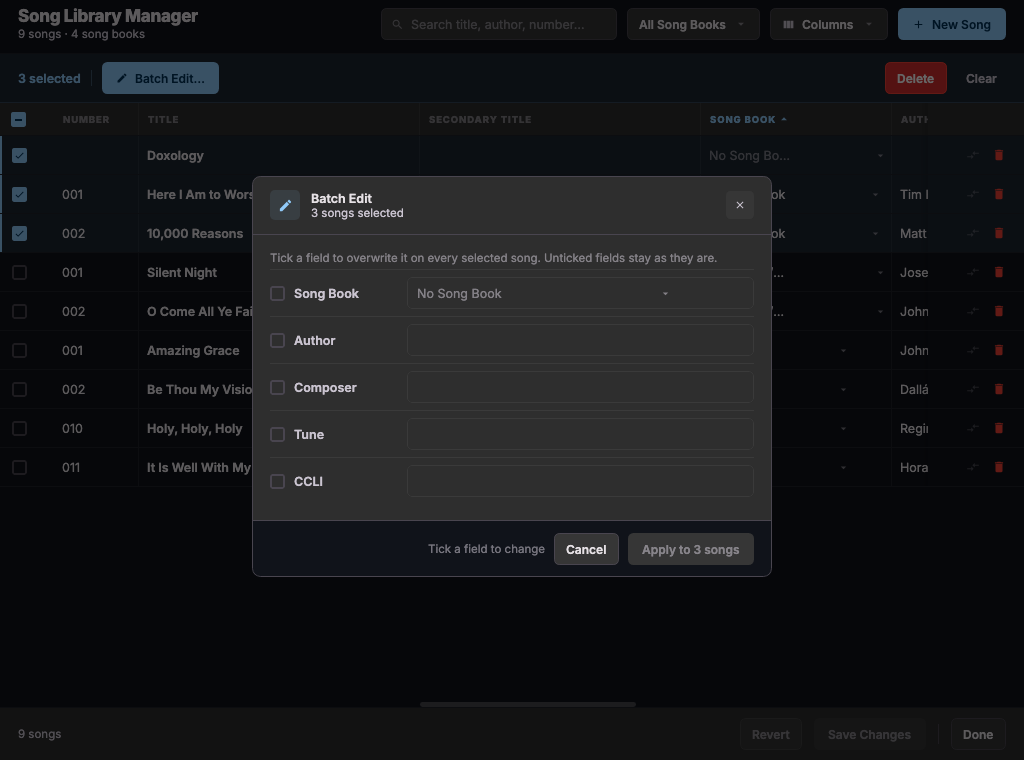 Song Library Manager
9 songs · 4 song books
Search title, author, number...
All Song Books
Columns
+ New Song
3 selected
Batch Edit...
Delete
Clear
NUMBER TITLE SECONDARY TITLE SONG BOOK
Doxology No Song Bo...
001 Here I Am to Tim
002 10,000 Reasons Matt
001 Silent Night Jose
002 O Come All Ye John
001 Amazing Grace John
002 Be Thou My Dallá
010 Holy, Holy, Holy Regi
011 It Is Well With My Hora
Batch Edit
3 songs selected
Tick a field to overwrite it on every selected song. Unticked fields stay as they are.
Song Book No Song Book
Author
Composer
Tune
CCLI
Tick a field to change
Cancel
Apply to 3 songs
9 songs
Revert
Save Changes
Done